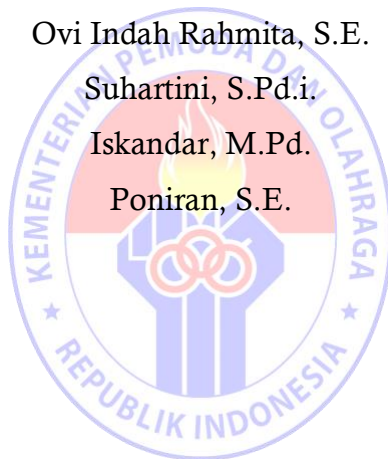 Ovi Indah Rahmita, S.E.
Suhartini, S.Pd.i.
Iskandar, M.Pd.
Poniran, S.E.
KEMENTERIAN PEMUDA DAN OLAHRAGA
REPUBLIK INDONESIA